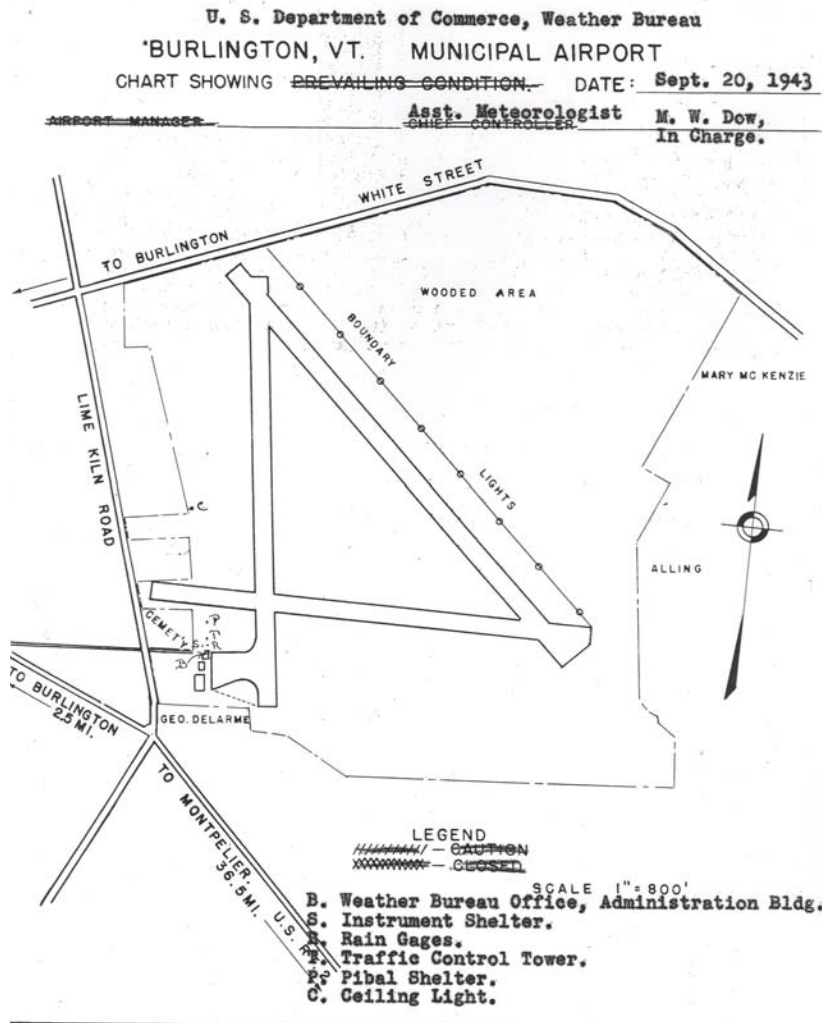 U. S. Department of Commerce, Weather Bureau
BURLINGTON, VT. MUNICIPAL AIRPORT
CHART SHOWING PREVAILING CONDITION. DATE: Sept. 20, 1943
AIRPORT MANAGER
Asst. Meteorologist
CHIEF CONTROLLER
M. W. Dow,
In Charge.
WHITE STREET
TO BURLINGTON
WOODED AREA
BOUNDARY
LIGHTS
MARY MC KENZIE
LIME KILN ROAD
C
ALLING
CEMET'Y
P
T
S
R
B
TO BURLINGTON
2.5 MI.
GEO. DELARME
TO MONTPELIER.
36.5 MI.
U.S.
LEGEND
— CAUTION
— CLOSED
SCALE 1"= 800'
B. Weather Bureau Office, Administration Bldg.
S. Instrument Shelter.
R. Rain Gages.
T. Traffic Control Tower.
P. Pibal Shelter.
C. Ceiling Light.